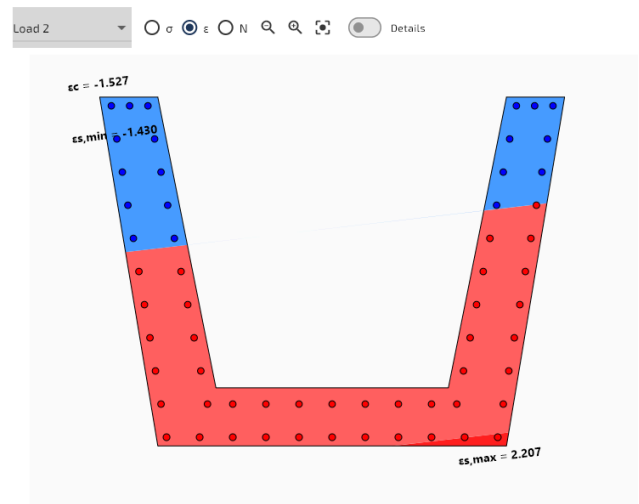 Load 2
σ
ε
N
Details
εc = -1.527
εs,min = -1.430
εs,max = 2.207